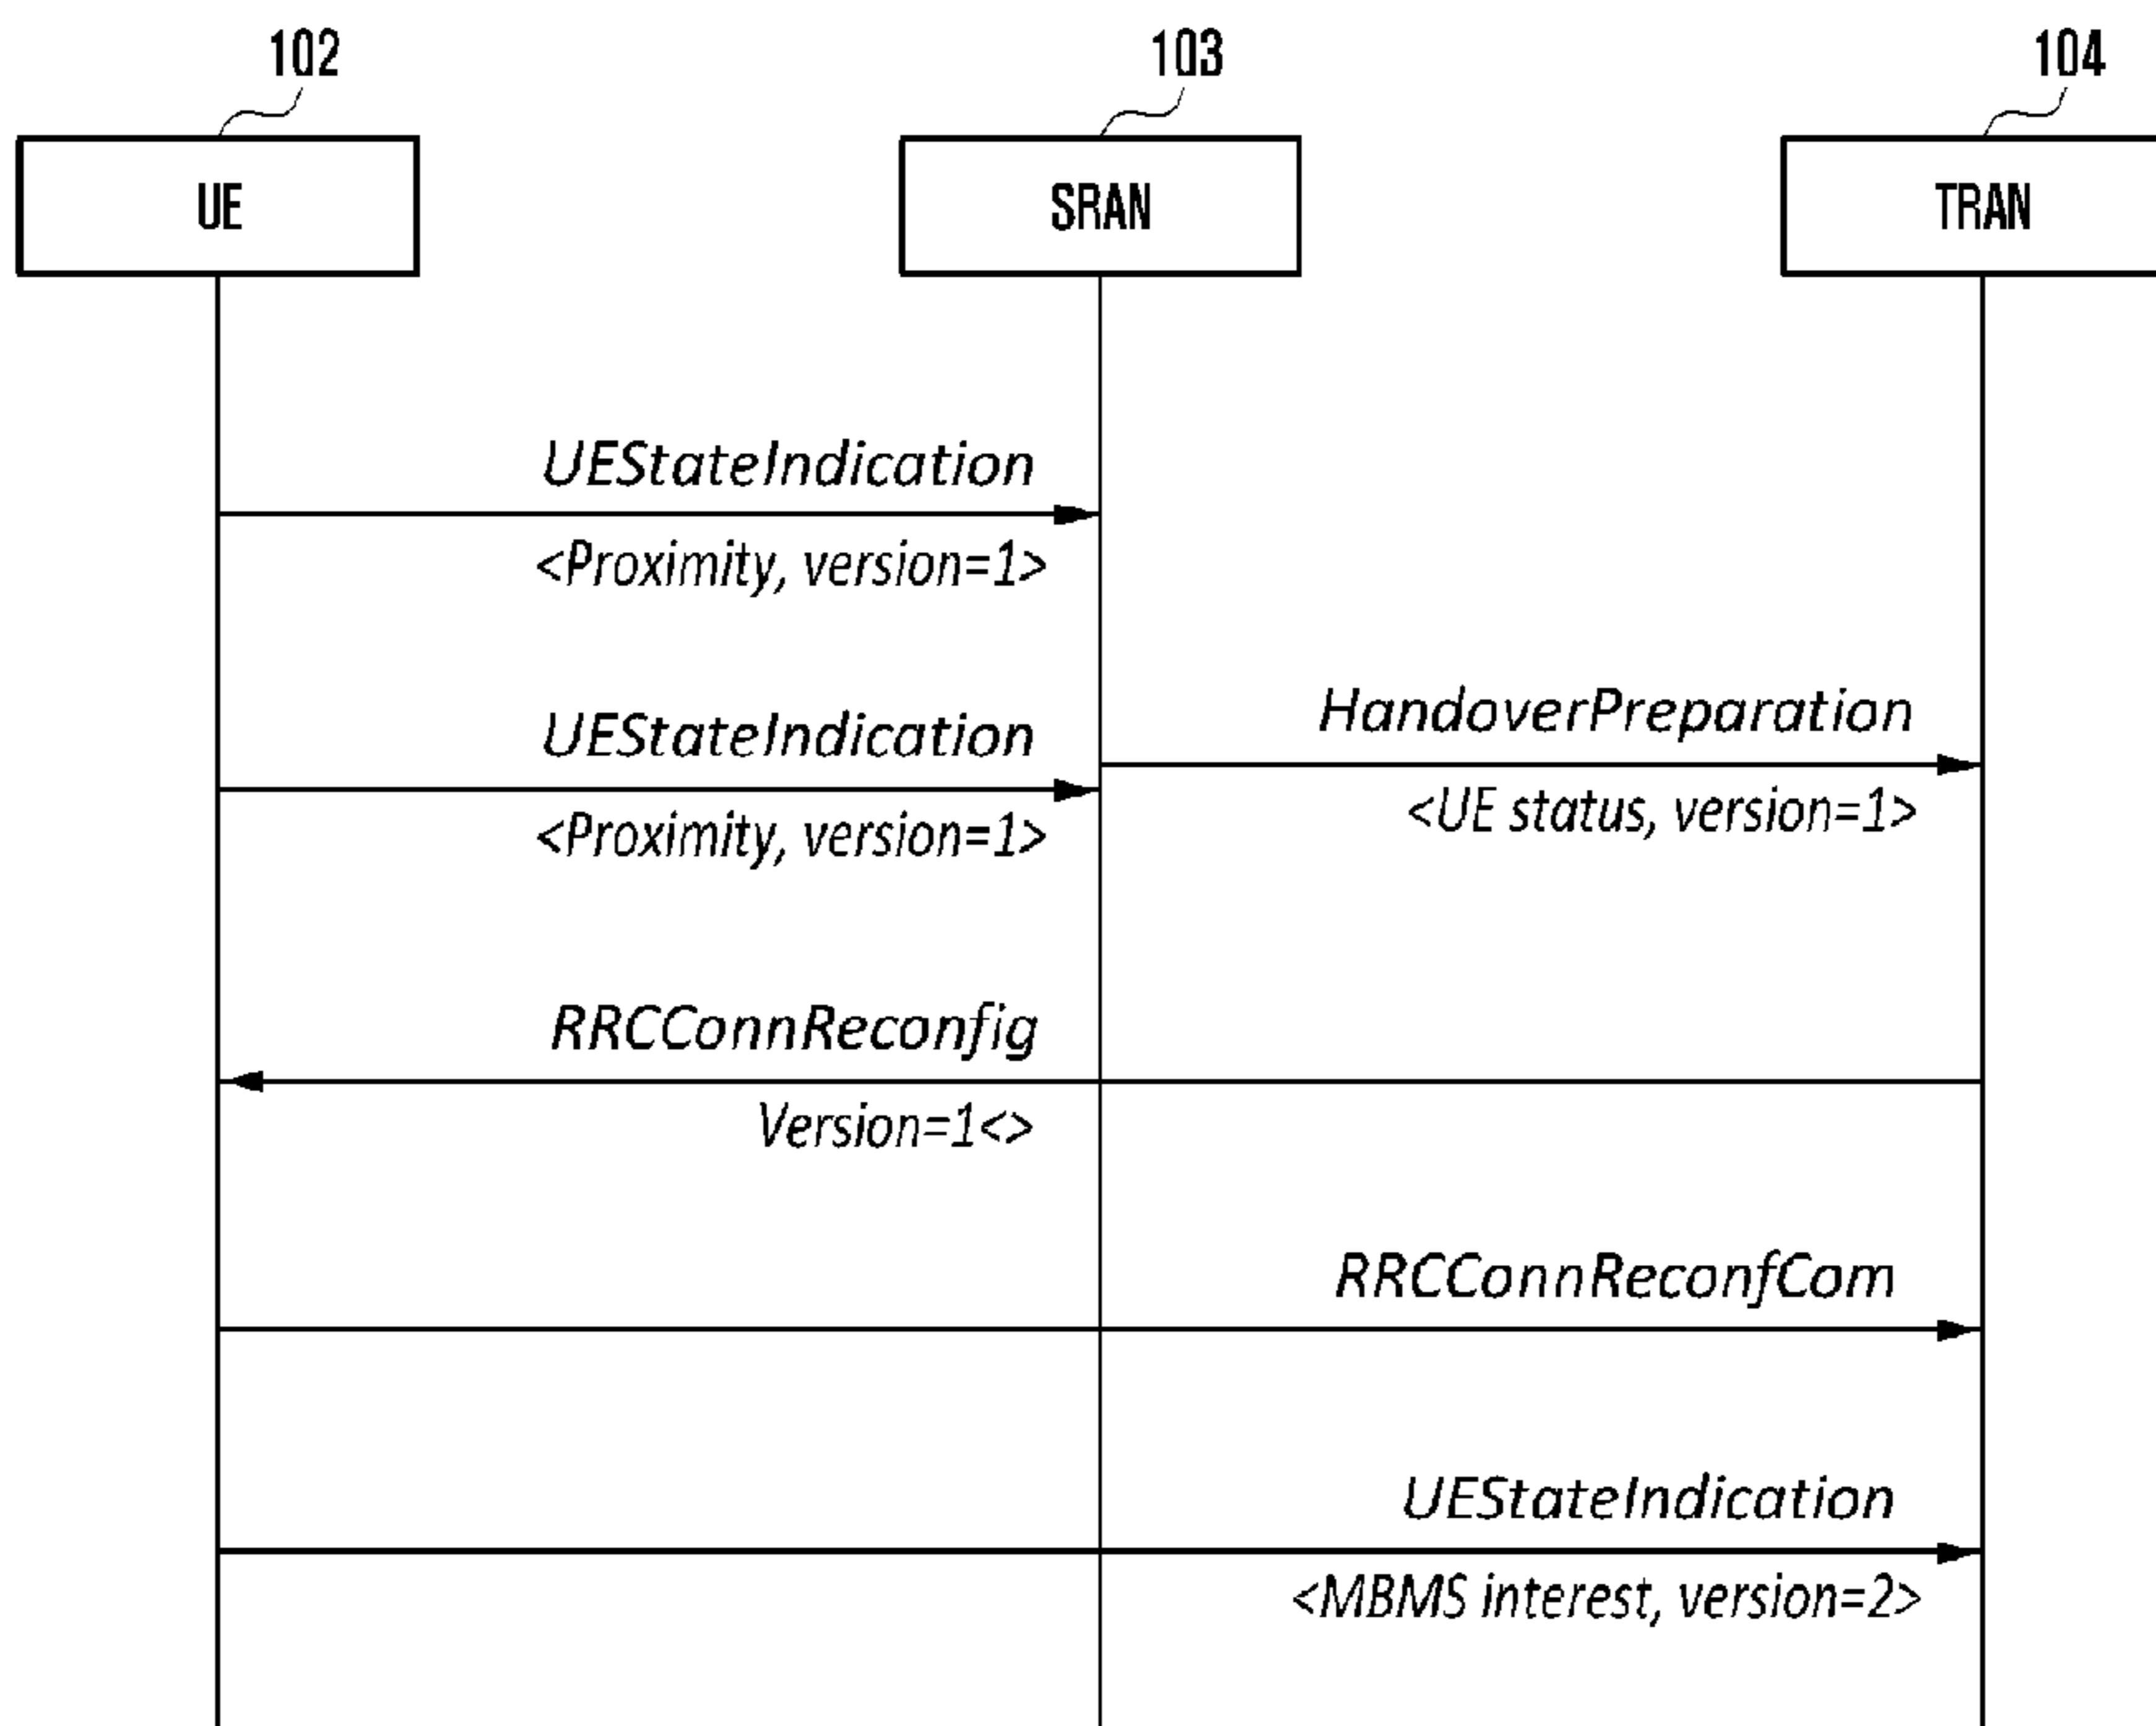 102
103
104
UE
SRAN
TRAN
UEStateIndication
<Proximity, version=1>
HandoverPreparation
UEStateIndication
<UE status, version=1>
<Proximity, version=1>
RRCConnReconfig
Version=1<>
RRCConnReconfCom
UEStateIndication
<MBMS interest, version=2>